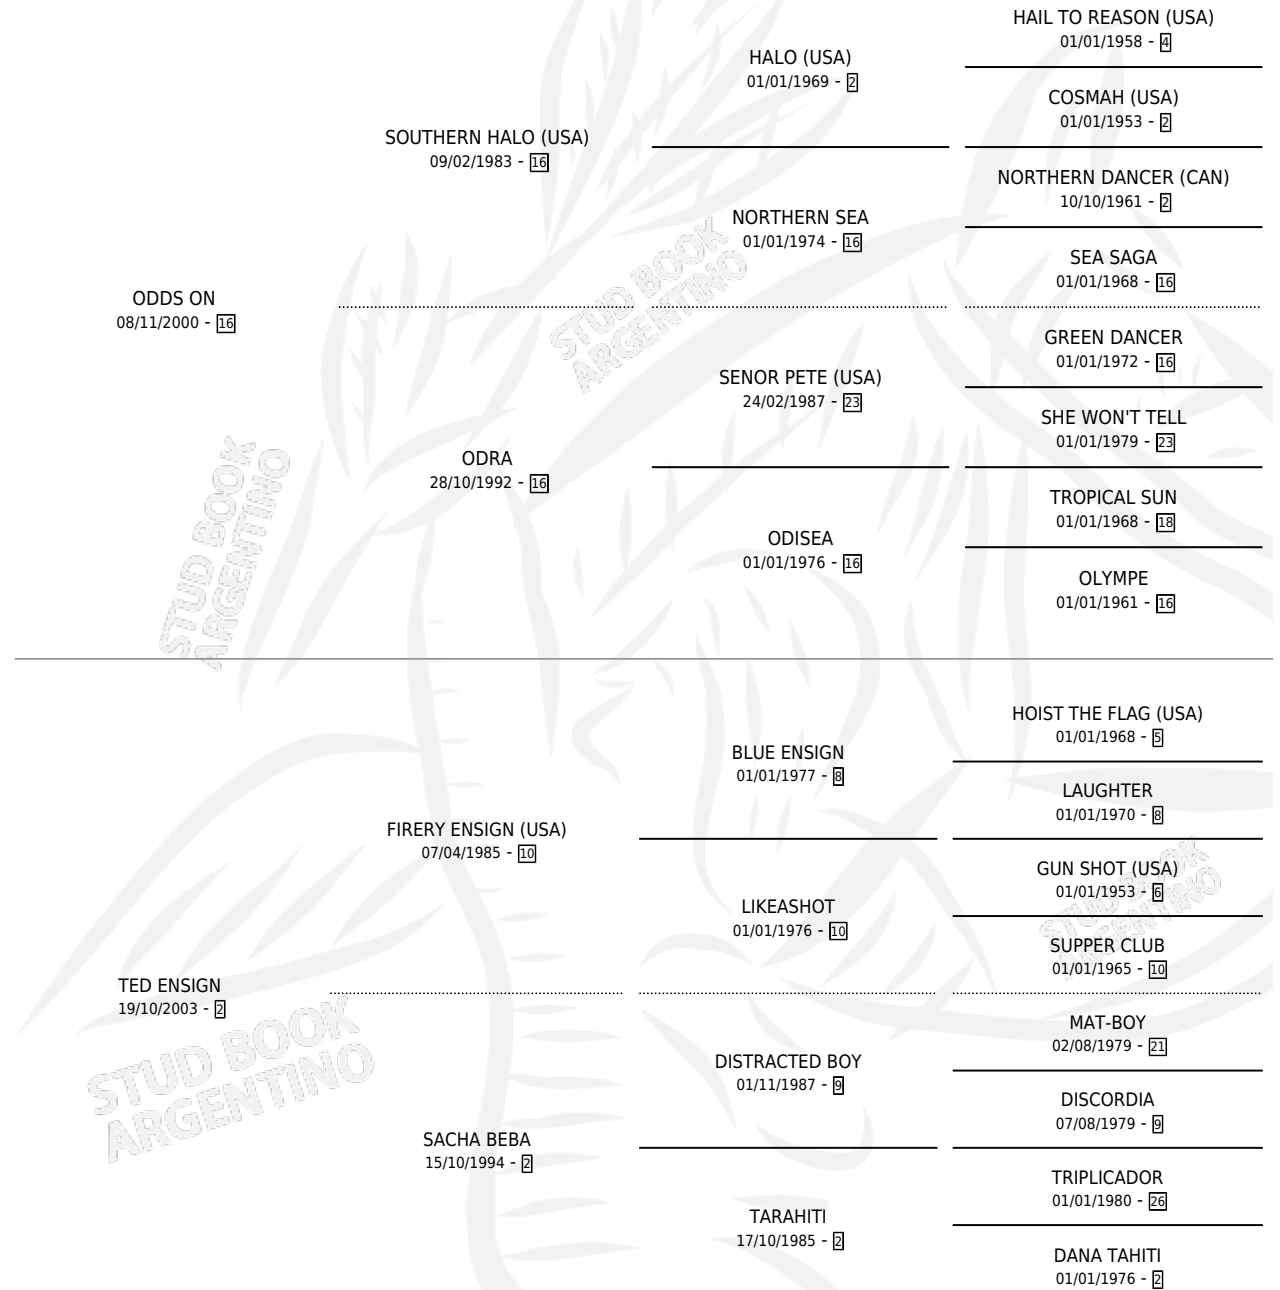 HAIL TO REASON (USA)
01/01/1958 - 4
HALO (USA)
01/01/1969 - 2
COSMAH (USA)
01/01/1953 - 2
SOUTHERN HALO (USA)
09/02/1983 - 16
NORTHERN DANCER (CAN)
10/10/1961 - 2
NORTHERN SEA
01/01/1974 - 16
SEA SAGA
01/01/1968 - 16
ODDS ON
08/11/2000 - 16
GREEN DANCER
01/01/1972 - 16
SENOR PETE (USA)
24/02/1987 - 23
SHE WON'T TELL
01/01/1979 - 23
ODRA
28/10/1992 - 16
TROPICAL SUN
01/01/1968 - 18
ODISEA
01/01/1976 - 16
OLYMPE
01/01/1961 - 16
STUD BOOK
ARGENTINO
STUD BOOK
ARGENTINO
HOIST THE FLAG (USA)
01/01/1968 - 5
BLUE ENSIGN
01/01/1977 - 8
LAUGHTER
01/01/1970 - 8
FIRERY ENSIGN (USA)
07/04/1985 - 10
GUN SHOT (USA)
01/01/1953 - 6
LIKEASHOT
01/01/1976 - 10
SUPPER CLUB
01/01/1965 - 10
TED ENSIGN
19/10/2003 - 2
MAT-BOY
02/08/1979 - 21
DISTRACTED BOY
01/11/1987 - 9
DISCORDIA
07/08/1979 - 9
SACHA BEBA
15/10/1994 - 2
TRIPLICADOR
01/01/1980 - 26
TARAHITI
17/10/1985 - 2
DANA TAHITI
01/01/1976 - 2
STUD BOOK
ARGENTINO
STUD BOOK
ARGENTINO